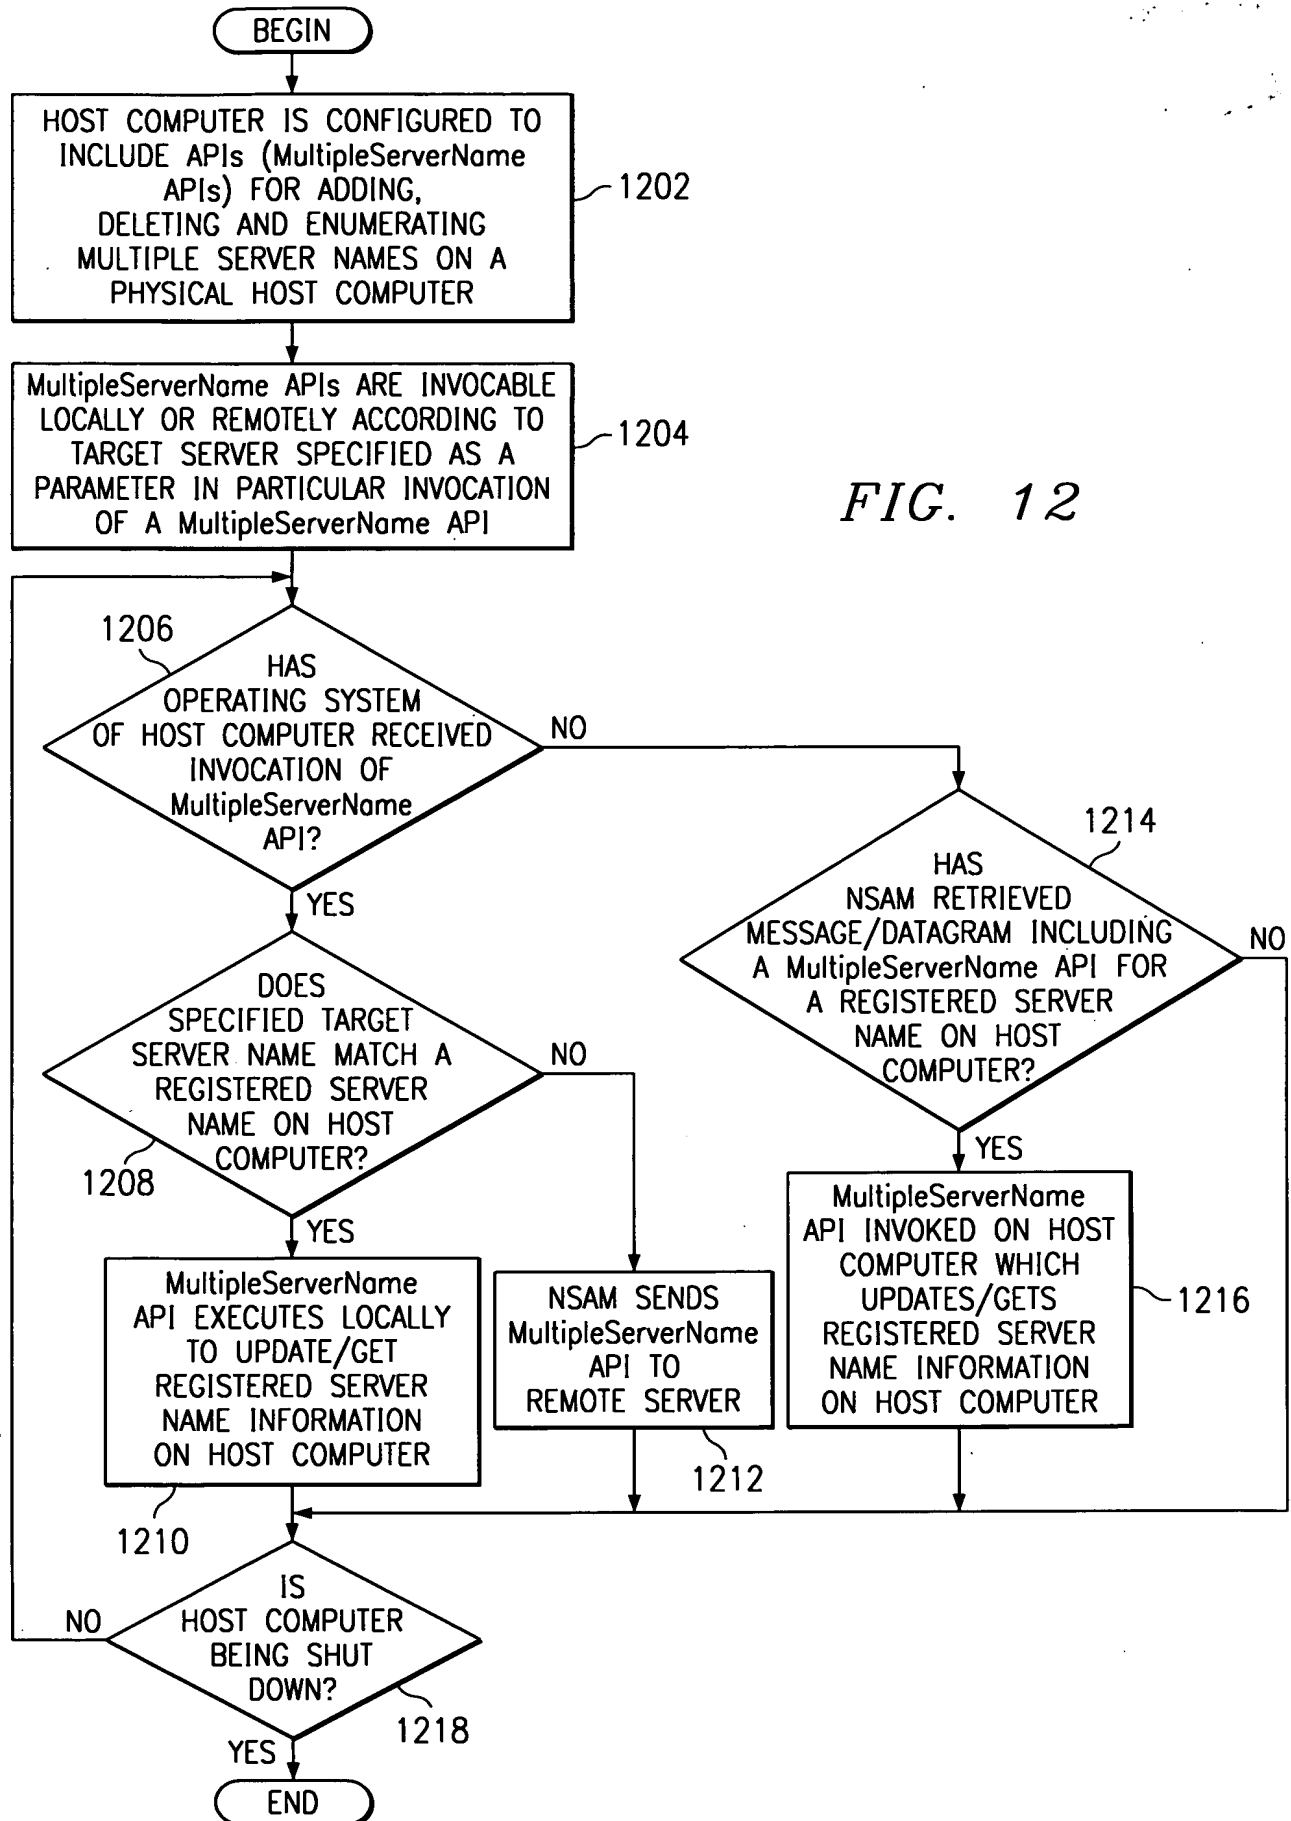 BEGIN
HOST COMPUTER IS CONFIGURED TO
INCLUDE APIs (MultipleServerName
APIs) FOR ADDING,
DELETING AND ENUMERATING
MULTIPLE SERVER NAMES ON A
PHYSICAL HOST COMPUTER
1202
MultipleServerName APIs ARE INVOCABLE
LOCALLY OR REMOTELY ACCORDING TO
TARGET SERVER SPECIFIED AS A
PARAMETER IN PARTICULAR INVOCATION
OF A MultipleServerName API
1204
FIG. 12
1206
HAS
OPERATING SYSTEM
OF HOST COMPUTER RECEIVED
INVOCATION OF
MultipleServerName
API?
NO
YES
1214
HAS
NSAM RETRIEVED
MESSAGE/DATAGRAM INCLUDING
A MultipleServerName API FOR
A REGISTERED SERVER
NAME ON HOST
COMPUTER?
NO
YES
DOES
SPECIFIED TARGET
SERVER NAME MATCH A
REGISTERED SERVER
NAME ON HOST
COMPUTER?
1208
NO
YES
MultipleServerName
API EXECUTES LOCALLY
TO UPDATE/GET
REGISTERED SERVER
NAME INFORMATION
ON HOST COMPUTER
1210
NSAM SENDS
MultipleServerName
API TO
REMOTE SERVER
1212
MultipleServerName
API INVOKED ON HOST
COMPUTER WHICH
UPDATES/GETS
REGISTERED SERVER
NAME INFORMATION
ON HOST COMPUTER
1216
IS
HOST COMPUTER
BEING SHUT
DOWN?
NO
1218
YES
END